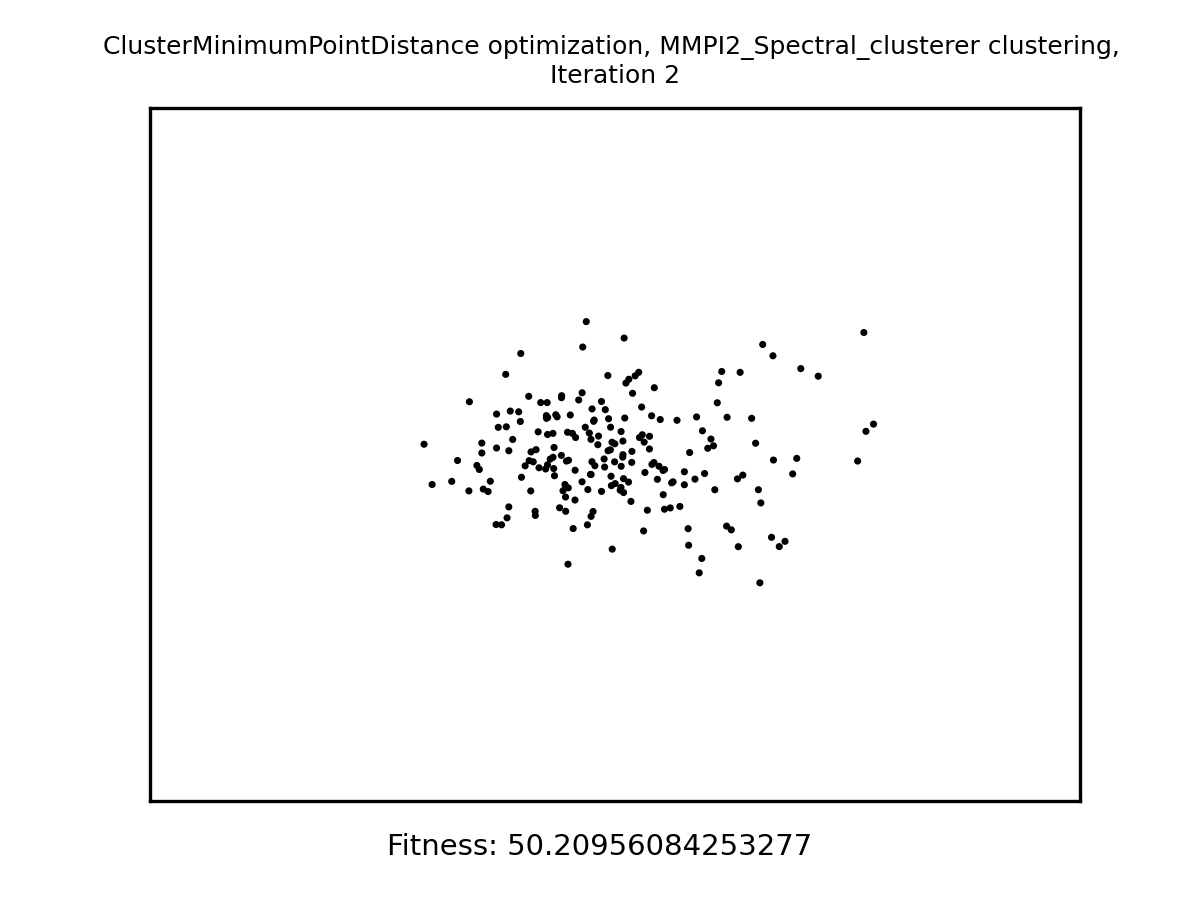 ClusterMinimumPointDistance optimization, MMPI2_Spectral_clusterer clustering,
Iteration 2
Fitness: 50.20956084253277